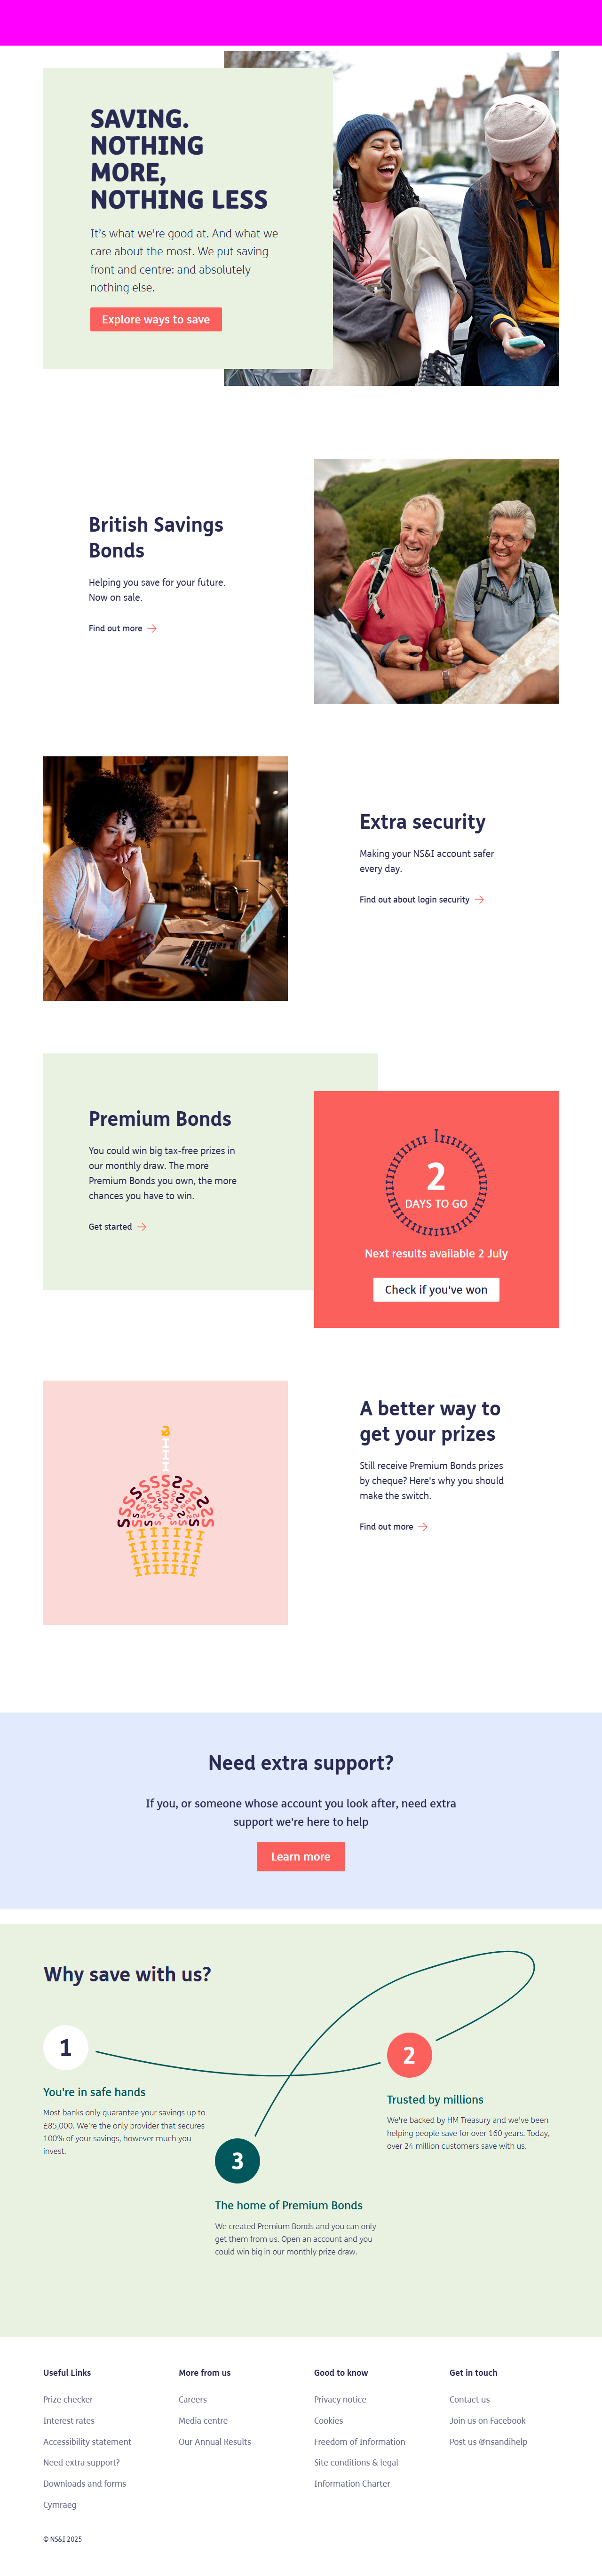 SAVING.
NOTHING
MORE,
NOTHING LESS
It's what we're good at. And what we
care about the most. We put saving
front and centre: and absolutely
nothing else.
Explore ways to save
British Savings
Bonds
Helping you save for your future.
Now on sale.
Find out more
Extra security
Making your NS&I account safer
every day.
Find out about login security
Premium Bonds
You could win big tax-free prizes in
our monthly draw. The more
Premium Bonds you own, the more
chances you have to win.
Get started
2
DAYS TO GO
Next results available 2 July
Check if you've won
A better way to
get your prizes
Still receive Premium Bonds prizes
by cheque? Here's why you should
make the switch.
Find out more
Need extra support?
If you, or someone whose account you look after, need extra
support we're here to help
Learn more
Why save with us?
1
You're in safe hands
Most banks only guarantee your savings up to
£85,000. We're the only provider that secures
100% of your savings, however much you
invest.
2
Trusted by millions
We're backed by HM Treasury and we've been
helping people save for over 160 years. Today,
over 24 million customers save with us.
3
The home of Premium Bonds
We created Premium Bonds and you can only
get them from us. Open an account and you
could win big in our monthly prize draw.
Useful Links
Prize checker
Interest rates
Accessibility statement
Need extra support?
Downloads and forms
Cymraeg
More from us
Careers
Media centre
Our Annual Results
Good to know
Privacy notice
Cookies
Freedom of Information
Site conditions & legal
Information Charter
Get in touch
Contact us
Join us on Facebook
Post us @nsandihelp
© NS&I 2025